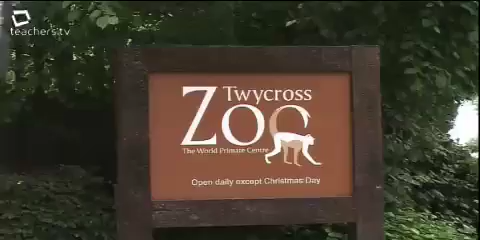 teachers.tv
Twycross
Zoo
The World Primate Centre
Open daily except Christmas Day